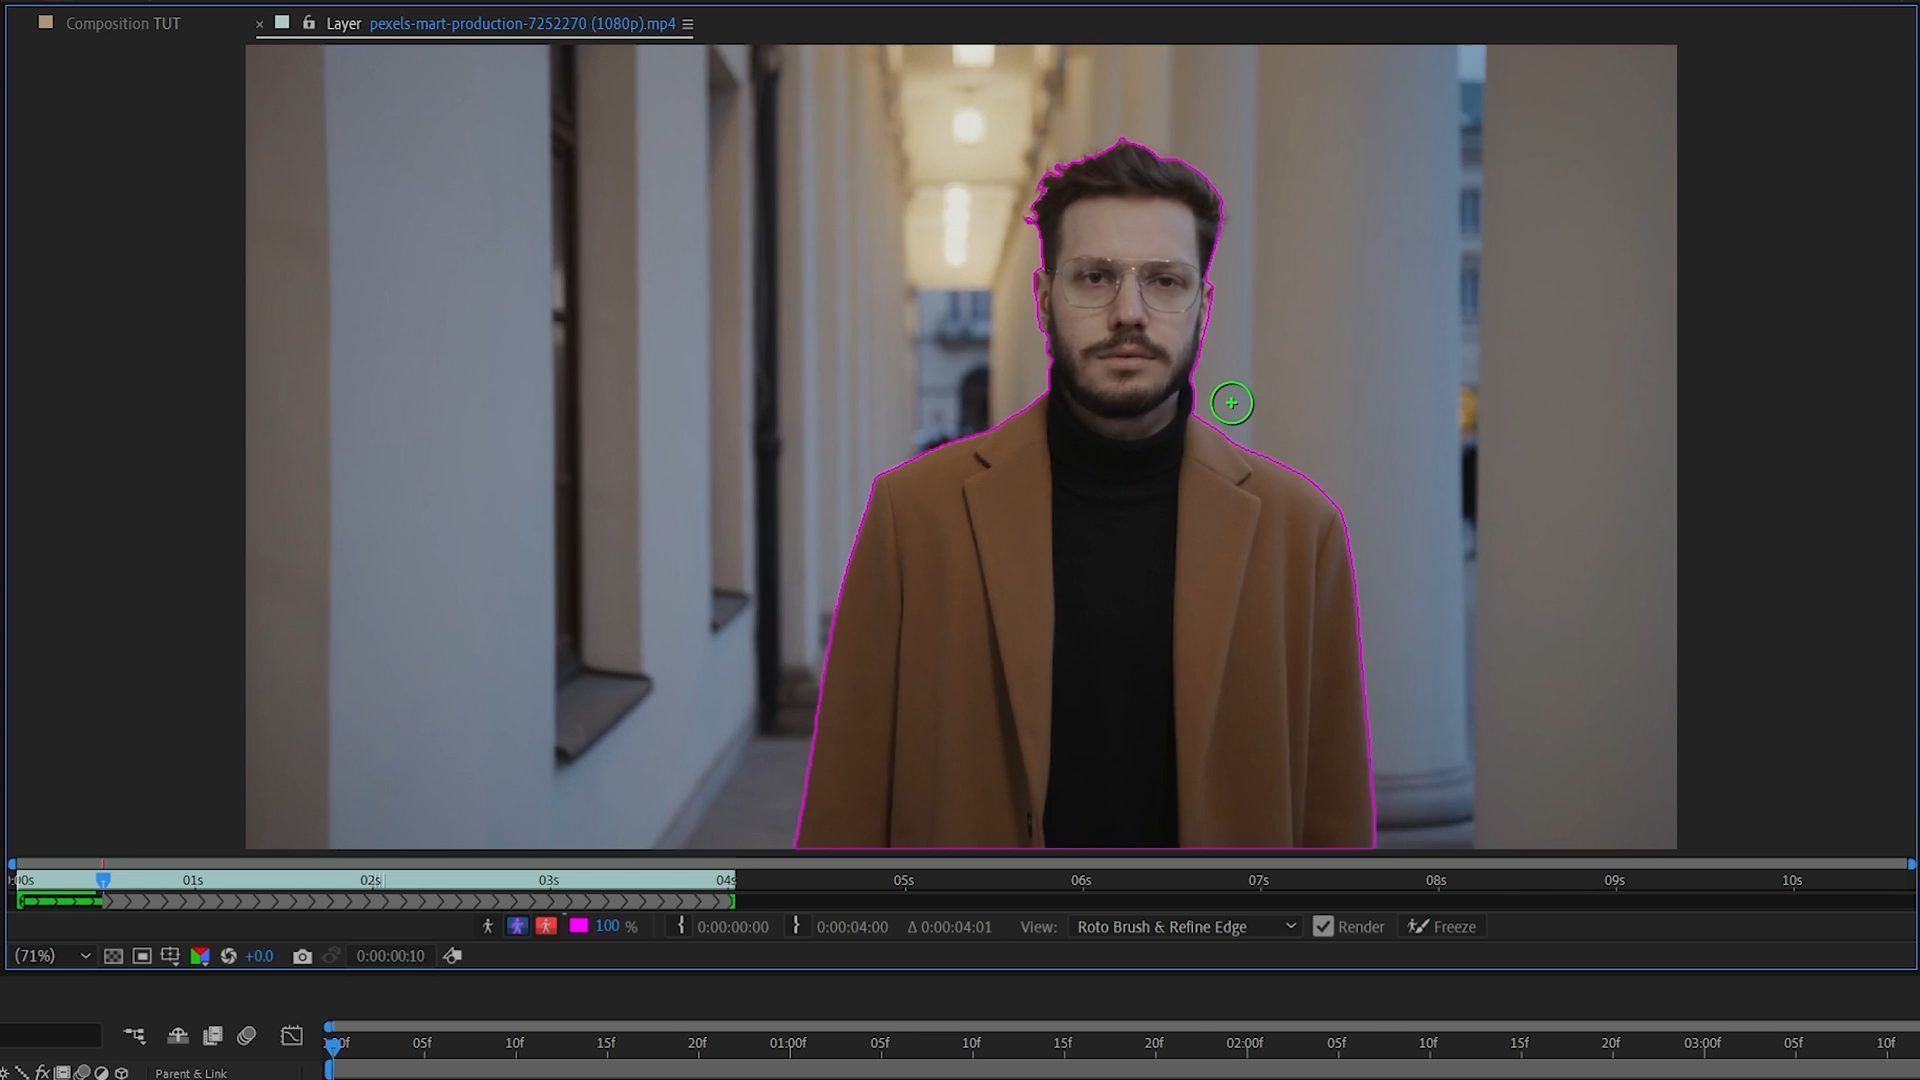 Composition TUT
× Layer pexels-mart-production-7252270 (1080p).mp4
:00s 01s 02s 03s 04s 05s 06s 07s 08s 09s 10s
100 % 0:00:00:00 0:00:04:00 Δ 0:00:04:01 View: Roto Brush & Refine Edge Render Freeze
(71%) +0.0 0:00:00:10
:00f 05f 10f 15f 20f 01:00f 05f 10f 15f 20f 02:00f 05f 10f 15f 20f 03:00f 05f 10f
fx Parent & Link